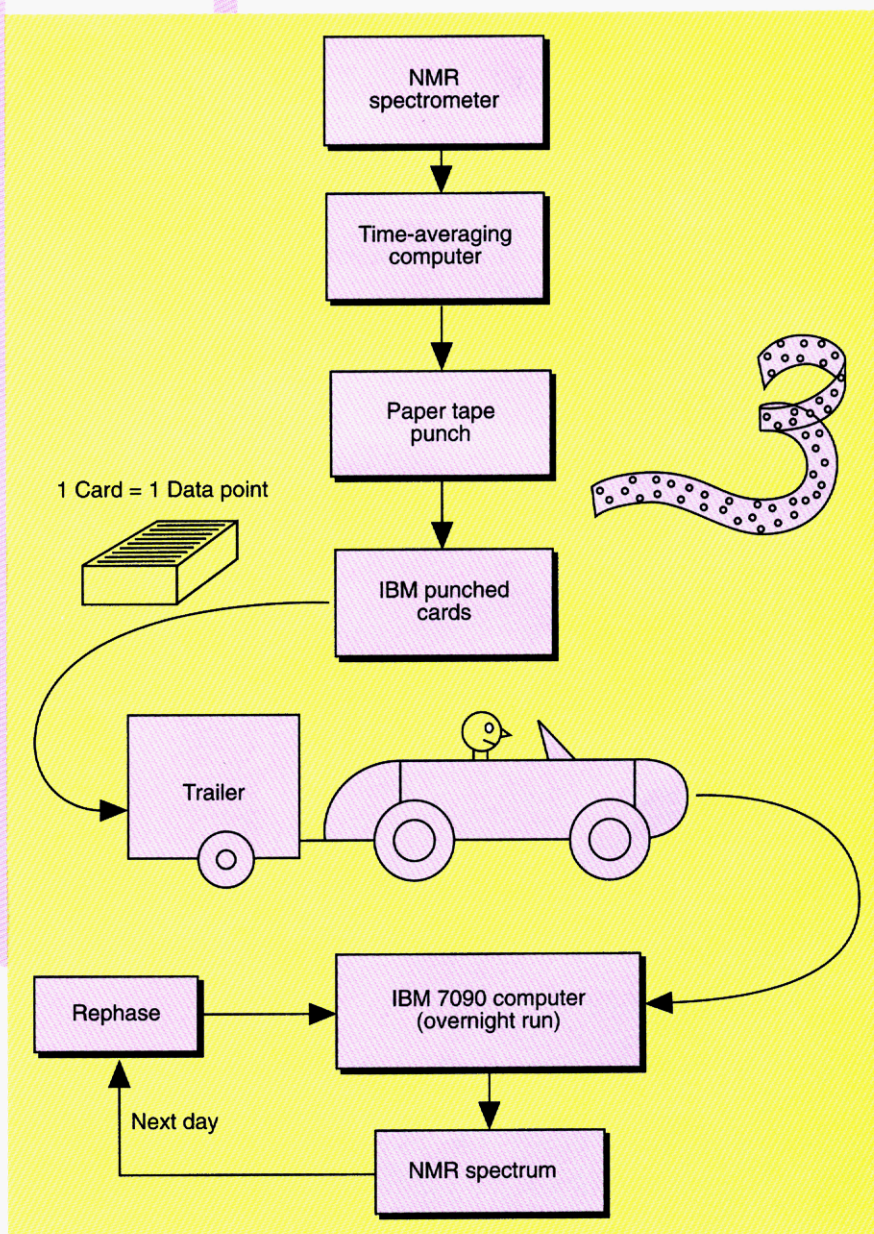 NMR
spectrometer
Time-averaging
computer
Paper tape
punch
1 Card = 1 Data point
IBM punched
cards
Trailer
IBM 7090 computer
(overnight run)
Rephase
Next day
NMR spectrum